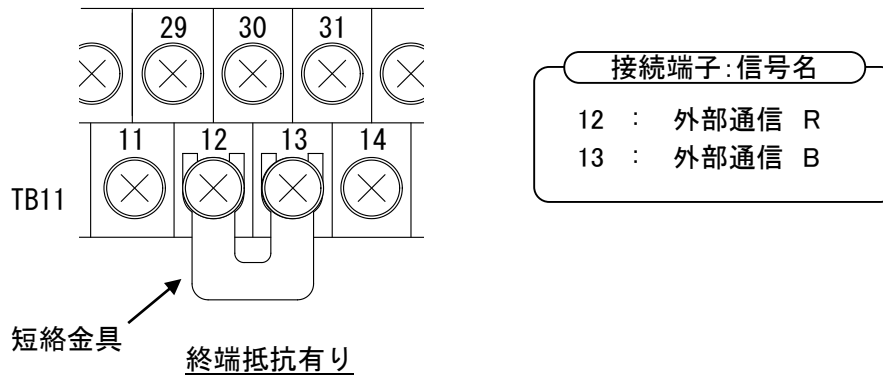 29 30 31
11 12 13 14
TB11
短絡金具
終端抵抗有り
接続端子:信号名
12 : 外部通信 R
13 : 外部通信 B